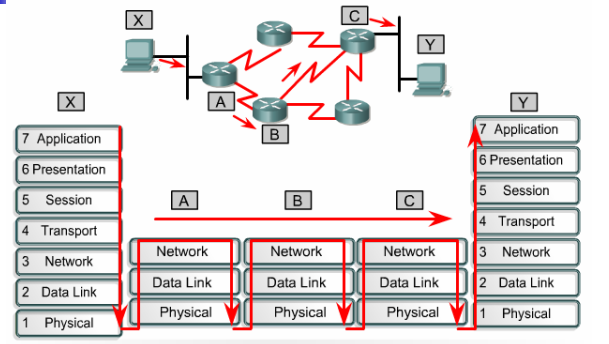 X
C
Y
A
B
X
Y
7 Application
6 Presentation
5 Session
4 Transport
3 Network
2 Data Link
1 Physical
A
B
C
Network
Data Link
Physical
Network
Data Link
Physical
Network
Data Link
Physical
7 Application
6 Presentation
5 Session
4 Transport
3 Network
2 Data Link
1 Physical